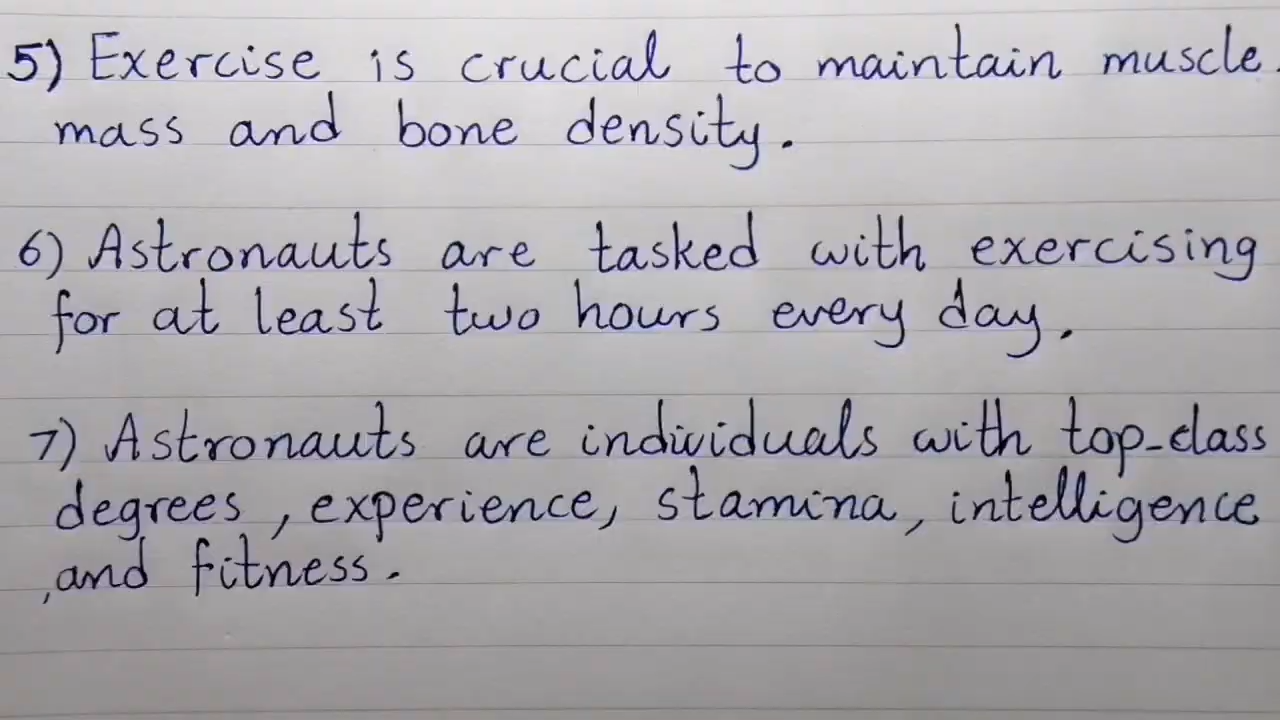 5) Exercise is crucial to maintain muscle
mass and bone density.
6) Astronauts are tasked with exercising
for at least two hours every day.
7) Astronauts are individuals with top-class
degrees, experience, stamina, intelligence
,and fitness.